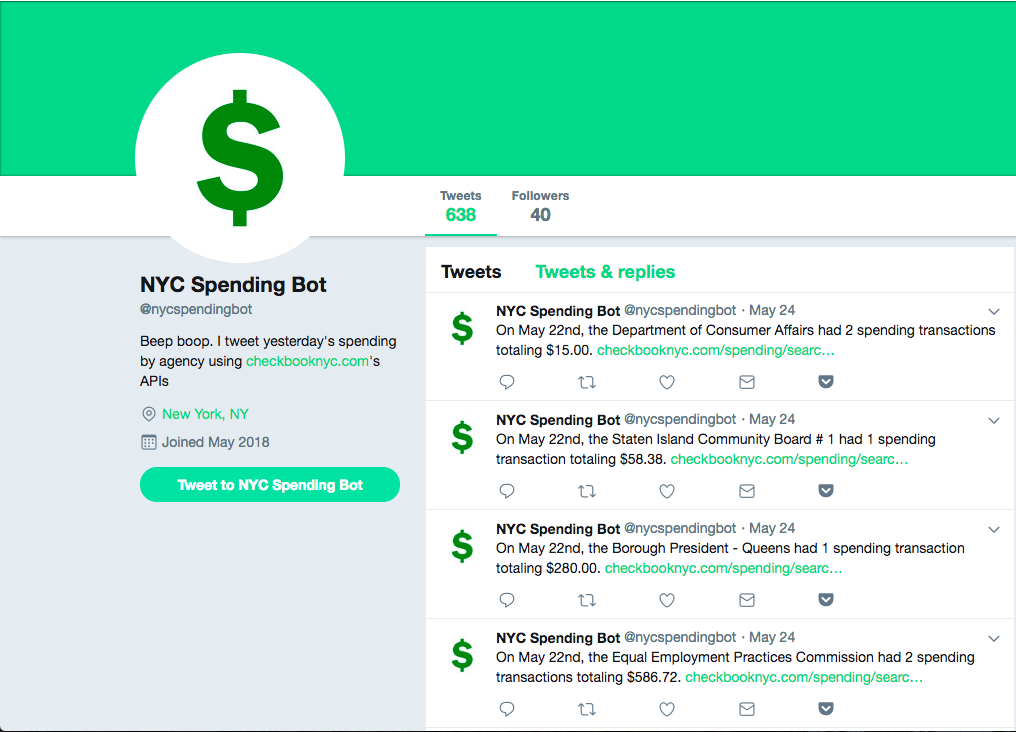 $
Tweets
638
Followers
40
NYC Spending Bot
@nycspendingbot
Beep boop. I tweet yesterday's spending
by agency using checkbooknyc.com's
APIs
New York, NY
Joined May 2018
Tweet to NYC Spending Bot
Tweets Tweets & replies
$
NYC Spending Bot @nycspendingbot · May 24
On May 22nd, the Department of Consumer Affairs had 2 spending transactions
totaling $15.00. checkbooknyc.com/spending/searc…
$
NYC Spending Bot @nycspendingbot · May 24
On May 22nd, the Staten Island Community Board # 1 had 1 spending
transaction totaling $58.38. checkbooknyc.com/spending/searc…
$
NYC Spending Bot @nycspendingbot · May 24
On May 22nd, the Borough President - Queens had 1 spending transaction
totaling $280.00. checkbooknyc.com/spending/searc…
$
NYC Spending Bot @nycspendingbot · May 24
On May 22nd, the Equal Employment Practices Commission had 2 spending
transactions totaling $586.72. checkbooknyc.com/spending/searc…